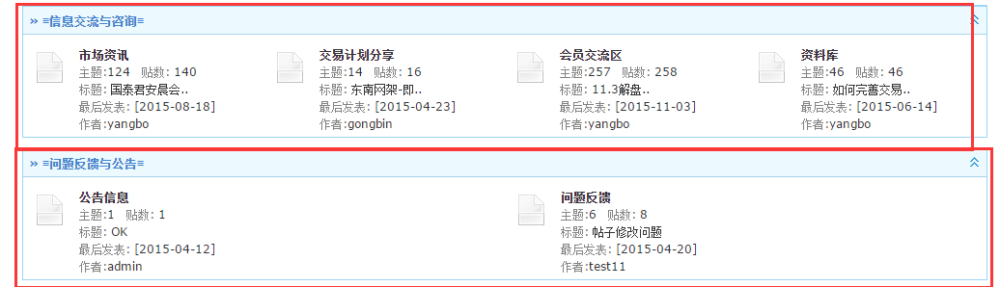 » ≡信息交流与咨询≡
市场资讯
主题:124 贴数: 140
标题: 国泰君安晨会..
最后发表: [2015-08-18]
作者:yangbo
交易计划分享
主题:14 贴数: 16
标题: 东南网架-即..
最后发表: [2015-04-23]
作者:gongbin
会员交流区
主题:257 贴数: 258
标题: 11.3解盘..
最后发表: [2015-11-03]
作者:yangbo
资料库
主题:46 贴数: 46
标题: 如何完善交易..
最后发表: [2015-06-14]
作者:yangbo
» ≡问题反馈与公告≡
公告信息
主题:1 贴数: 1
标题: OK
最后发表: [2015-04-12]
作者:admin
问题反馈
主题:6 贴数: 8
标题: 帖子修改问题
最后发表: [2015-04-20]
作者:test11